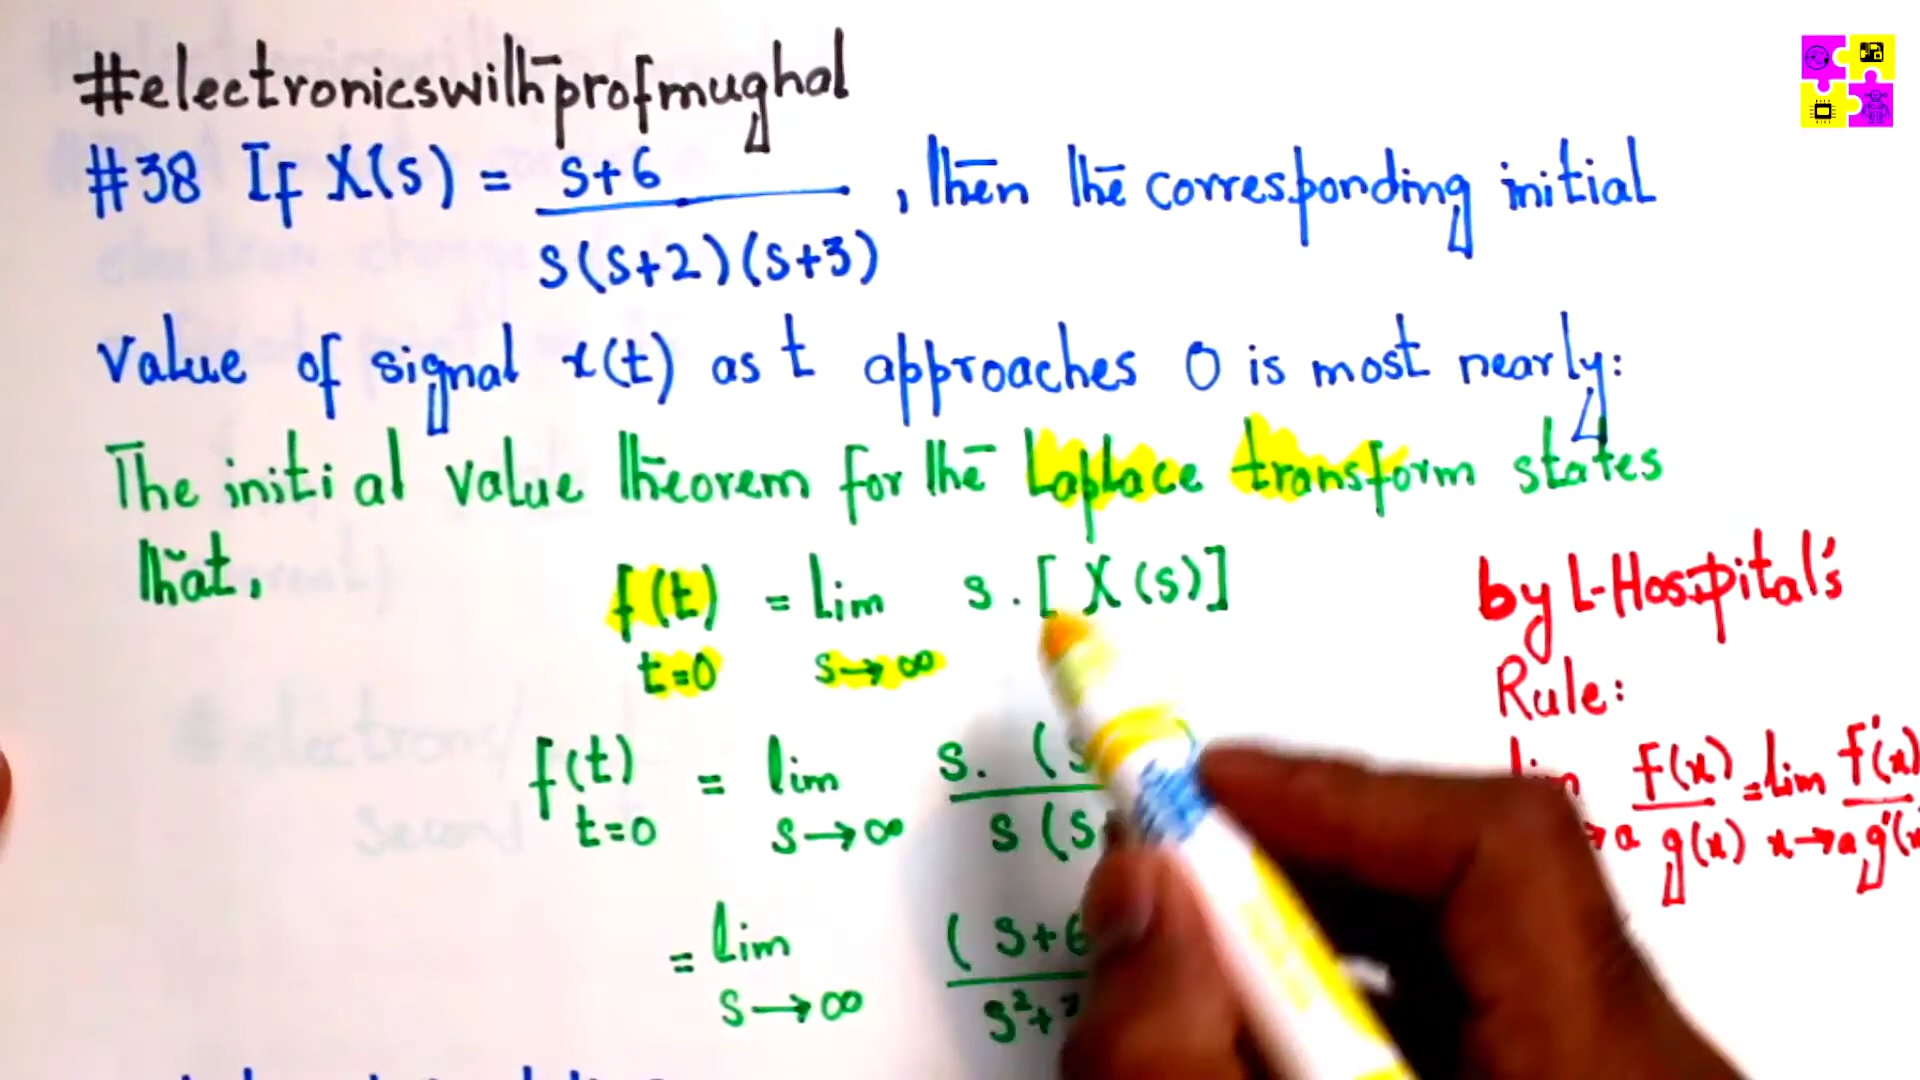 #electronicswithprofmughal
#38 If X(s) = s+6 / s(s+2)(s+3) , then the corresponding initial
value of signal x(t) as t approaches 0 is most nearly:
The initial value theorem for the Laplace transform states
that,
f(t) = lim s.[X(s)]
t=0 s→∞
by L-Hospital's
Rule:
f(x) = lim f'(x)
a g(x) x→a g'(x
f(t) = lim s. (s
t=0 s→∞ s(s
= lim (s+6
s→∞ s²+